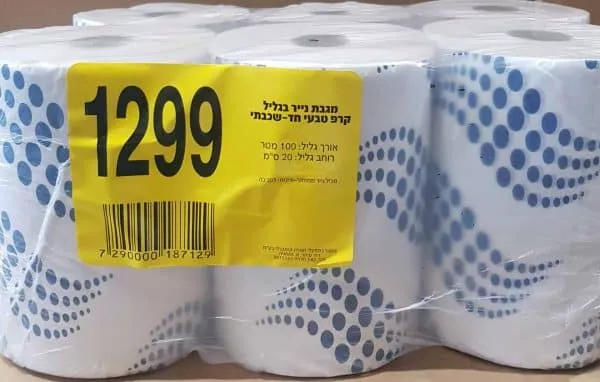 1299
מגבת נייר בגליל
קרפ טבעי חד-שכבתי
אורך גליל: 100 מטר
רוחב גליל: 20 ס"מ
7 290000 187129